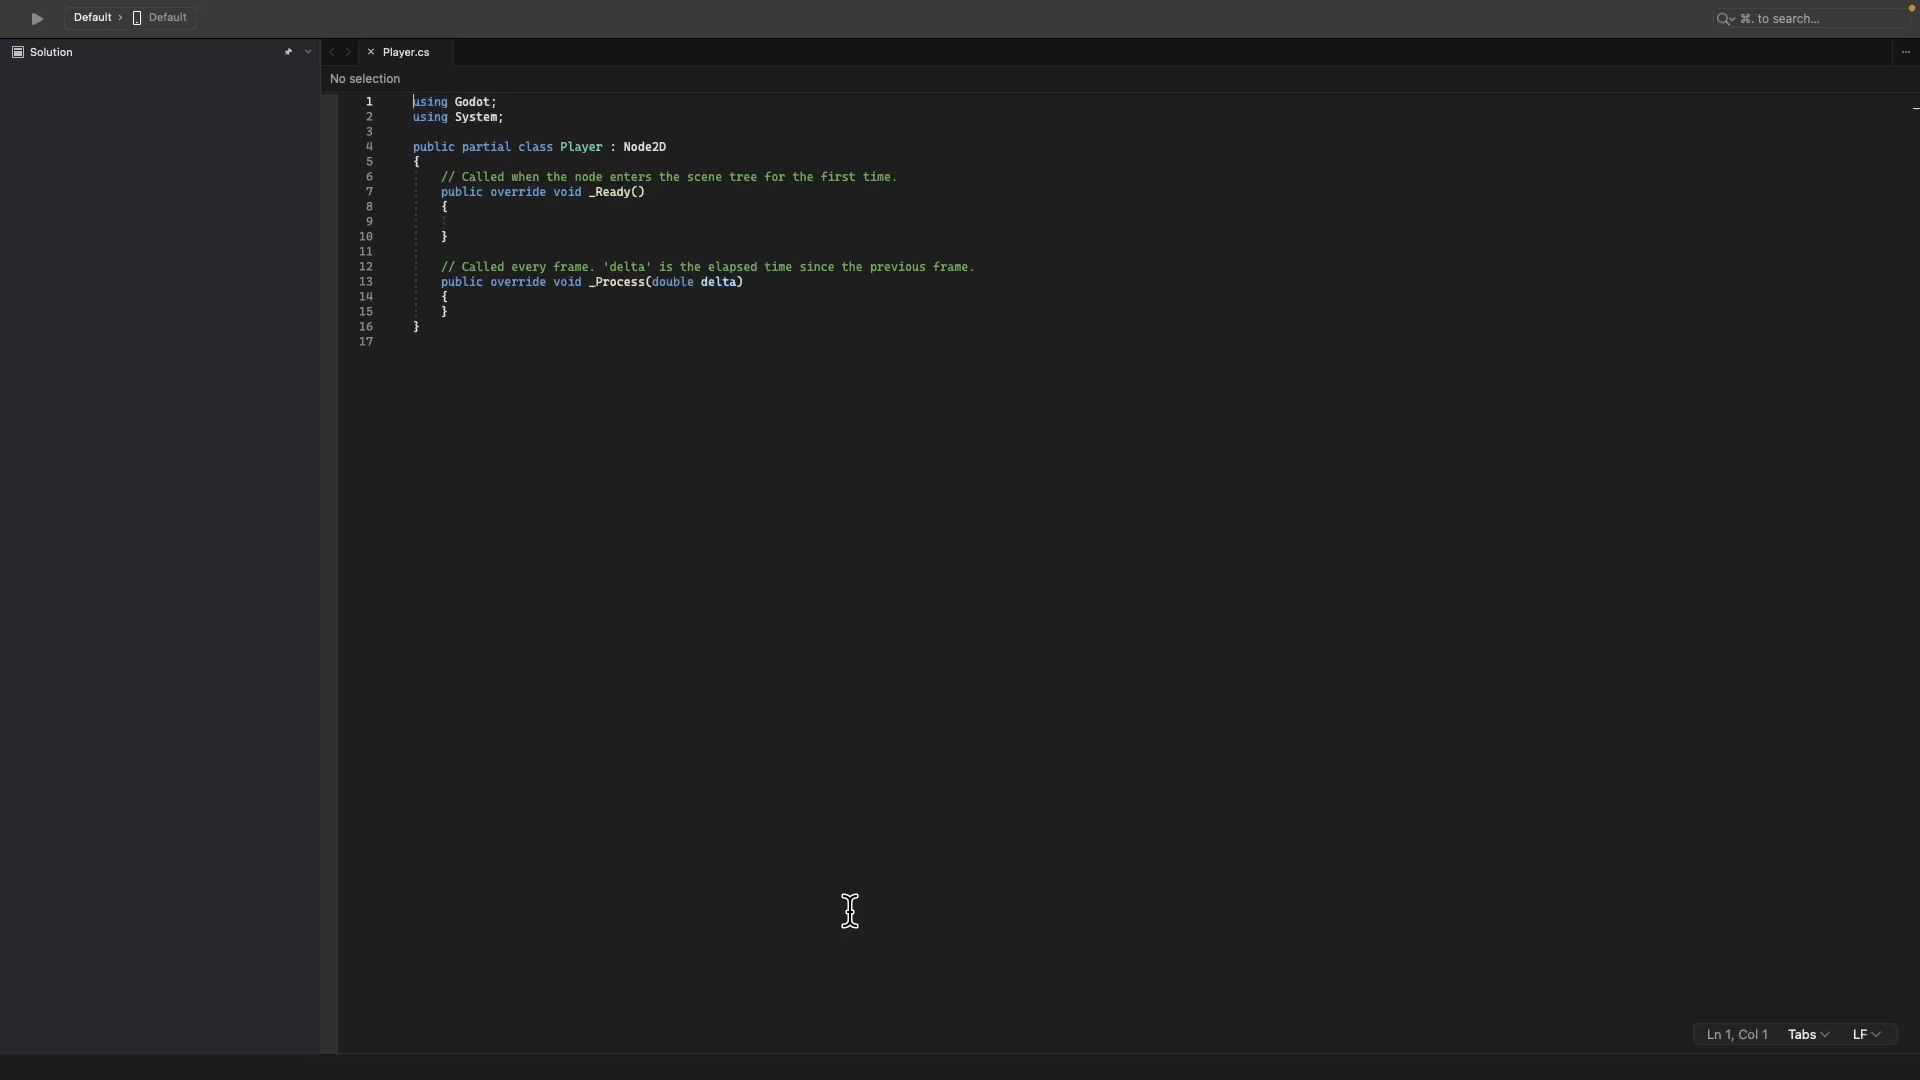 Default › Default
⌘. to search...
Solution
Player.cs
No selection
1 using Godot;
2 using System;
3
4 public partial class Player : Node2D
5 {
6 // Called when the node enters the scene tree for the first time.
7 public override void _Ready()
8 {
9
10 }
11
12 // Called every frame. 'delta' is the elapsed time since the previous frame.
13 public override void _Process(double delta)
14 {
15 }
16 }
17
Ln 1, Col 1 Tabs LF